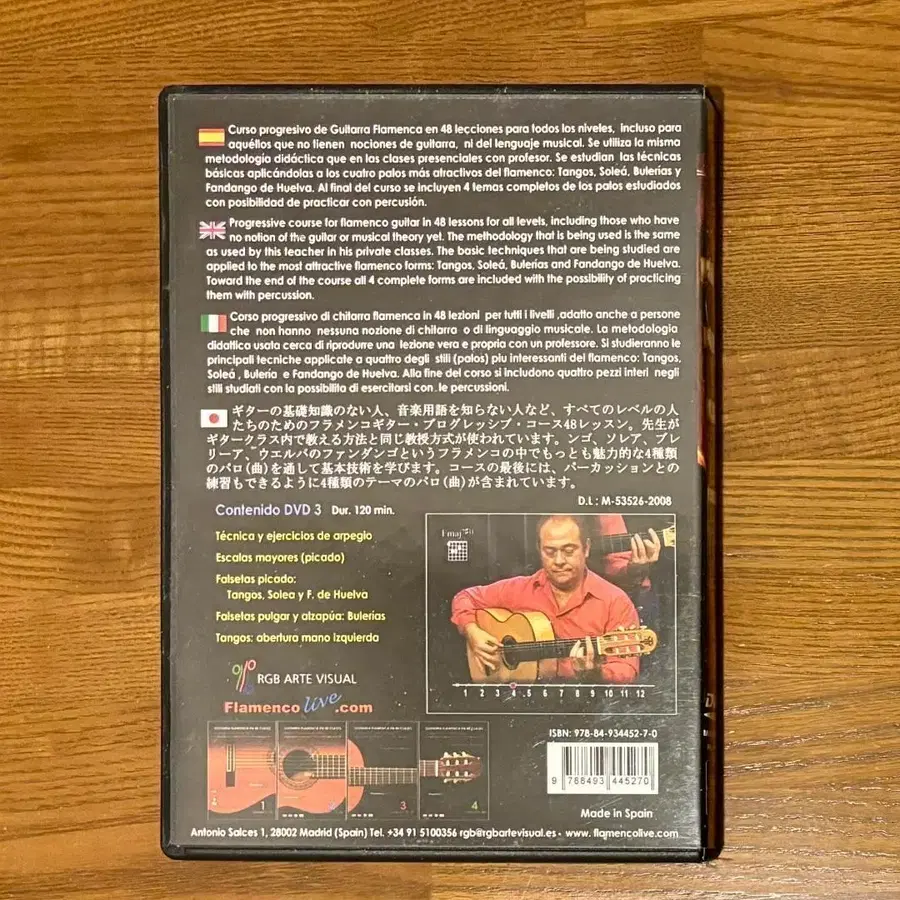 Curso progresivo de Guitarra Flamenca en 48 lecciones para todos los niveles, incluso para
aquéllos que no tienen nociones de guitarra, ni del lenguaje musical. Se utiliza la misma
metodología didáctica que en las clases presenciales con profesor. Se estudian las técnicas
básicas aplicándolas a los cuatro palos más atractivos del flamenco: Tangos, Soleá, Bulerías y
Fandango de Huelva. Al final del curso se incluyen 4 temas completos de los palos estudiados
con posibilidad de practicar con percusión.
Progressive course for flamenco guitar in 48 lessons for all levels, including those who have
no notion of the guitar or musical theory yet. The methodology that is being used is the same
as used by this teacher in his private classes. The basic techniques that are being studied are
applied to the most attractive flamenco forms: Tangos, Soleá, Bulerías and Fandango de Huelva.
Toward the end of the course all 4 complete forms are included with the possibility of practicing
them with percussion.
Corso progressivo di chitarra flamenca in 48 lezioni per tutti i livelli ,adatto anche a persone
che non hanno nessuna nozione di chitarra o di linguaggio musicale. La metodologia
didattica usata cerca di riprodurre una lezione vera e propria con un professore. Si studieranno le
principali tecniche applicate a quattro degli stili (palos) piu interesanti del flamenco: Tangos,
Soleá , Bulería e Fandango de Huelva. Alla fine del corso si includono quattro pezzi interi negli
stili studiati con la possibilita di esercitarsi con le percussioni.
ギターの基礎知識のない人、音楽用語を知らない人など、すべてのレベルの人
たちのためのフラメンコギター・プログレッシブ・コース48レッスン。先生が
ギタークラス内で教える方法と同じ教授方式が使われています。ンゴ、ソレア、ブレ
リーア、ウエルバのファンダンゴというフラメンコの中でもっとも魅力的な4種類
のパロ(曲)を通して基本技術を学びます。コースの最後には、パーカッションとの
練習もできるように4種類のテーマのパロ(曲)が含まれています。
D.L : M-53526-2008
Contenido DVD 3 Dur. 120 min.
Técnica y ejercicios de arpegio
Escalas mayores (picado)
Falsetas picado:
Tangos, Solea y F. de Huelva
Falsetas pulgar y alzapúa: Bulerías
Tangos: abertura mano izquierda
1 2 3 4 5 6 7 8 9 10 11 12
RGB ARTE VISUAL
Flamenco live .com
1 3 4
ISBN: 978-84-934452-7-0
9 788493 445270
Made in Spain
Antonio Salces 1, 28002 Madrid (Spain) Tel. +34 91 5100356 rgb@rgbartevisual.es - www.flamencolive.com